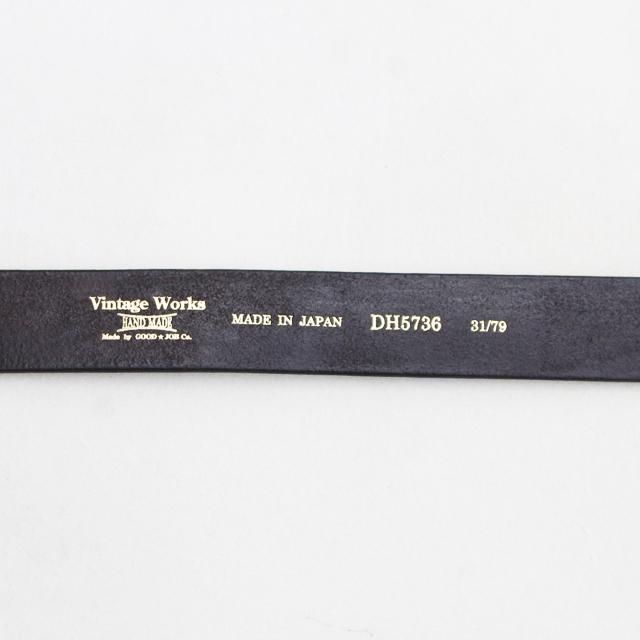 Vintage Works
HAND MADE
Made by GOOD★JOB Co.
MADE IN JAPAN DH5736 31/79